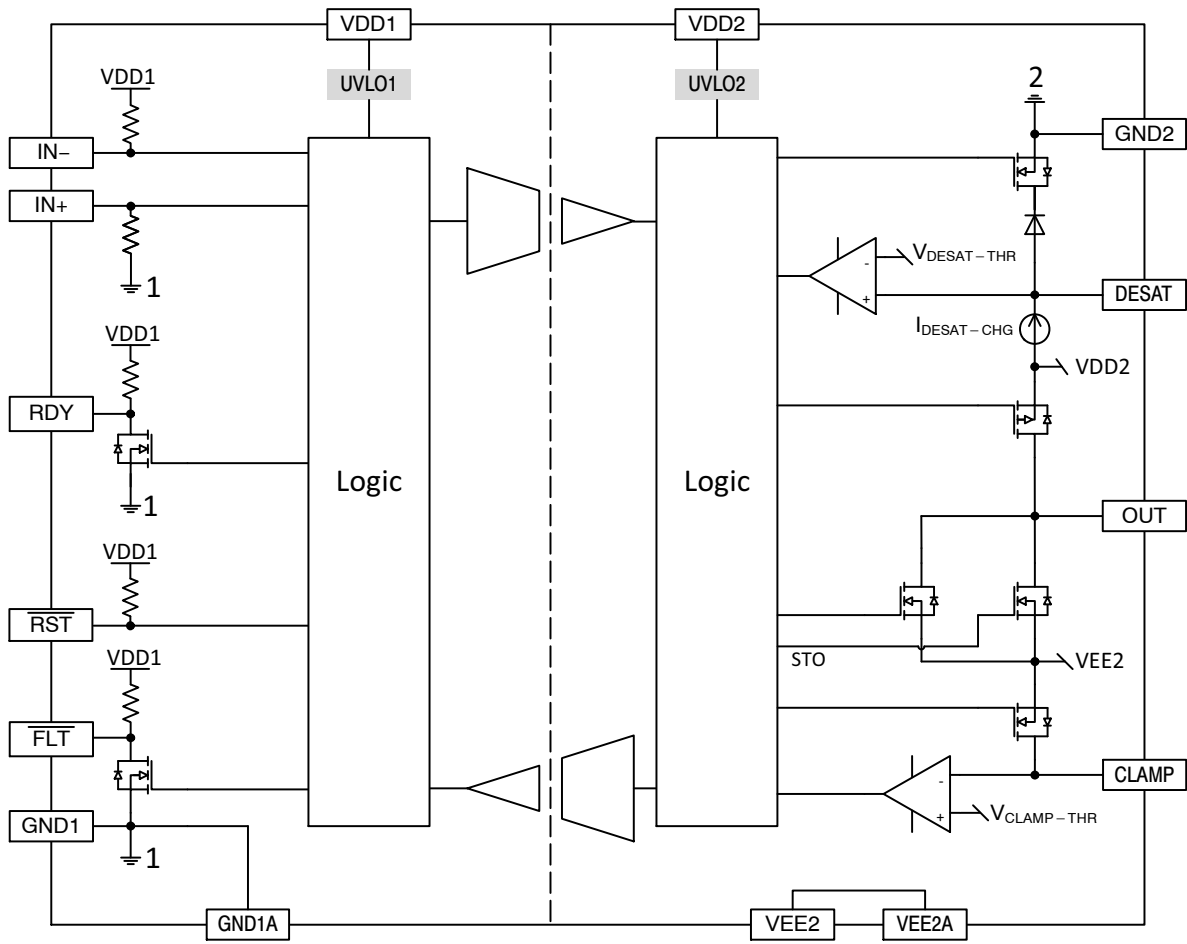 VDD1
VDD2
UVLO1
UVLO2
VDD1
2
GND2
IN−
IN+
1
VDESAT−THR
-
+
DESAT
IDESAT−CHG
VDD1
VDD2
RDY
Logic
Logic
1
OUT
VDD1
RST
STO
VEE2
VDD1
FLT
CLAMP
-
+
VCLAMP−THR
GND1
1
GND1A
VEE2
VEE2A